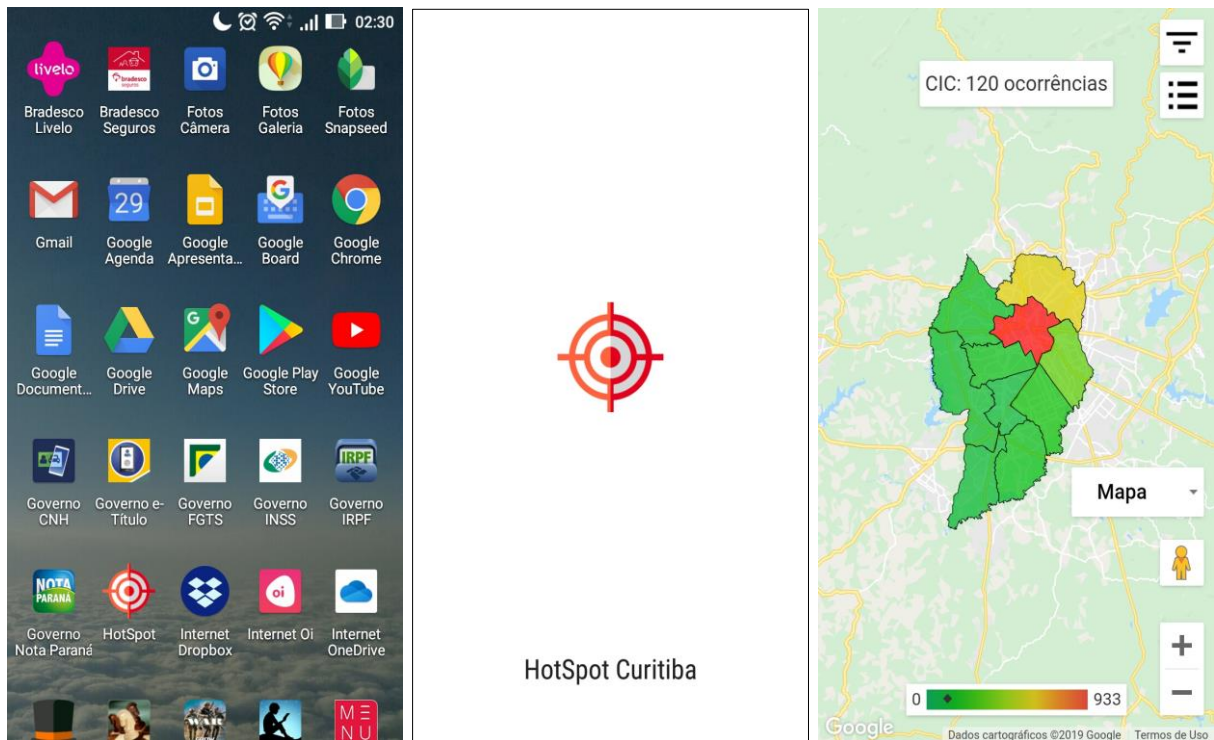 02:30
livelo
bradesco
seguros
Bradesco
Livelo
Bradesco
Seguros
Fotos
Câmera
Fotos
Galeria
Fotos
Snapseed
29
G
Gmail
Google
Agenda
Google
Apresenta...
Google
Board
Google
Chrome
G
Google
Document...
Google
Drive
Google
Maps
Google Play
Store
Google
YouTube
IRPF
Governo
CNH
Governo e-
Título
Governo
FGTS
Governo
INSS
Governo
IRPF
NOTA
PARANÁ
oi
Governo
Nota Paraná
HotSpot
Internet
Dropbox
Internet Oi
Internet
OneDrive
WAR
MENU
HotSpot Curitiba
CIC: 120 ocorrências
Mapa
+
−
0
933
Google
Dados cartográficos ©2019 Google
Termos de Uso